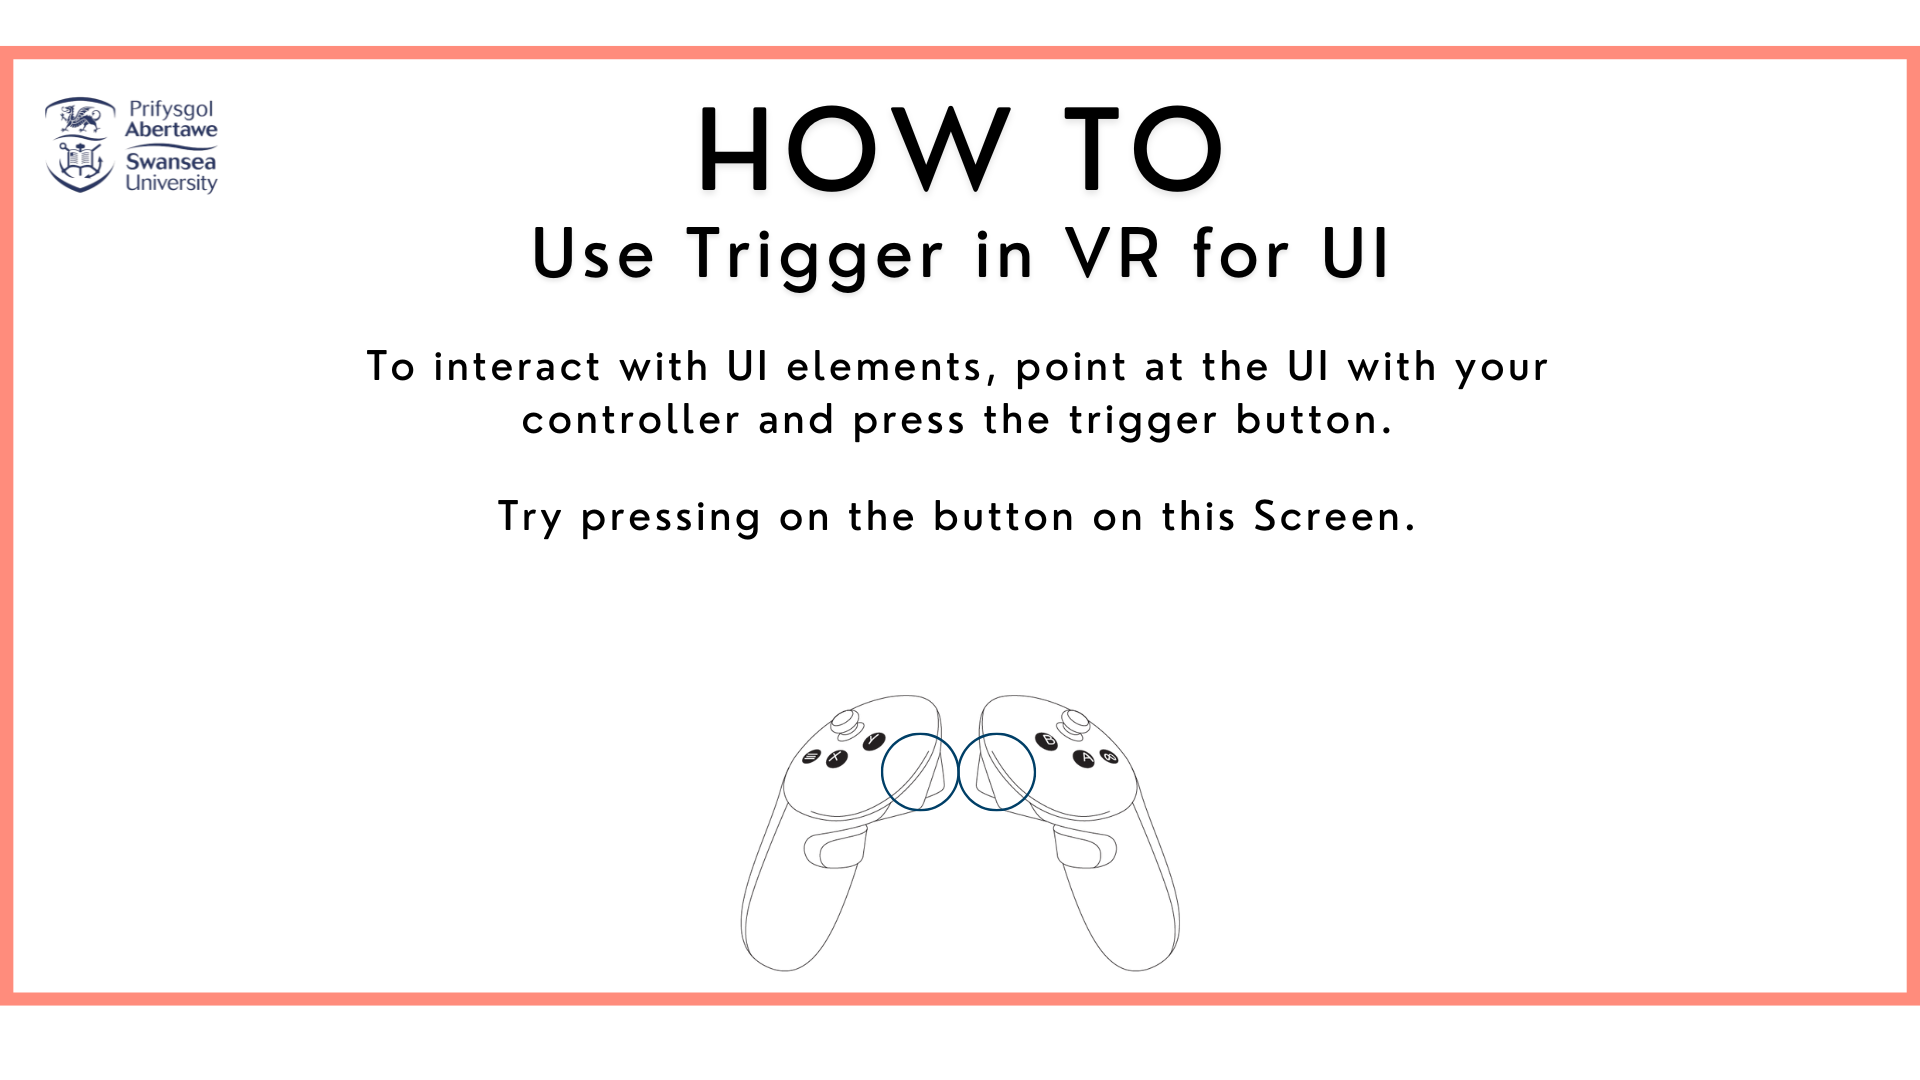 Prifysgol
Abertawe
Swansea
University
HOW TO
Use Trigger in VR for UI
To interact with UI elements, point at the UI with your
controller and press the trigger button.
Try pressing on the button on this Screen.
Y
X
B
A